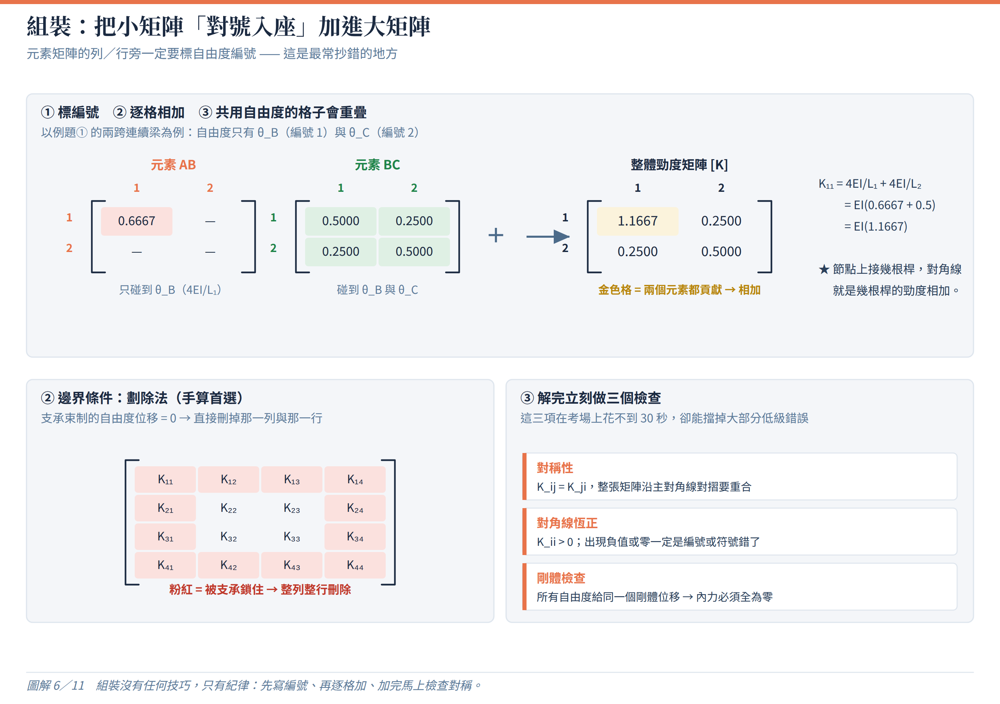 組裝：把小矩陣「對號入座」加進大矩陣
元素矩陣的列／行旁一定要標自由度編號 —— 這是最常抄錯的地方
① 標編號　② 逐格相加　③ 共用自由度的格子會重疊
以例題① 的兩跨連續梁為例：自由度只有 θ_B（編號 1）與 θ_C（編號 2）
元素 AB
1 2
1 0.6667 —
2 — —
只碰到 θ_B（4EI/L₁）
元素 BC
1 2
1 0.5000 0.2500
2 0.2500 0.5000
碰到 θ_B 與 θ_C
+
整體勁度矩陣 [K]
1 2
1 1.1667 0.2500
2 0.2500 0.5000
金色格 = 兩個元素都貢獻 → 相加
K₁₁ = 4EI/L₁ + 4EI/L₂
= EI(0.6667 + 0.5)
= EI(1.1667)
★ 節點上接幾根桿，對角線
就是幾根桿的勁度相加。
② 邊界條件：劃除法（手算首選）
支承束制的自由度位移 = 0 → 直接刪掉那一列與那一行
K₁₁ K₁₂ K₁₃ K₁₄
K₂₁ K₂₂ K₂₃ K₂₄
K₃₁ K₃₂ K₃₃ K₃₄
K₄₁ K₄₂ K₄₃ K₄₄
粉紅 = 被支承鎖住 → 整列整行刪除
③ 解完立刻做三個檢查
這三項在考場上花不到 30 秒，卻能擋掉大部分低級錯誤
對稱性
K_ij = K_ji，整張矩陣沿主對角線對摺要重合
對角線恆正
K_ii > 0；出現負值或零一定是編號或符號錯了
剛體檢查
所有自由度給同一個剛體位移 → 內力必須全為零
圖解 6／11　組裝沒有任何技巧，只有紀律：先寫編號、再逐格加、加完馬上檢查對稱。